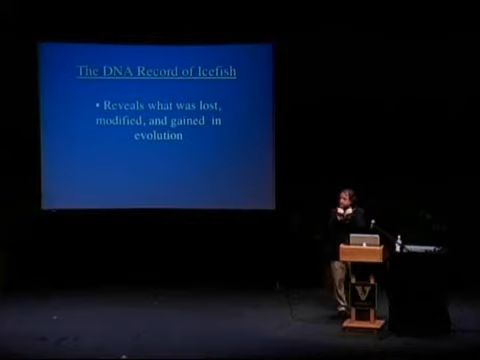 The DNA Record of Icefish
• Reveals what was lost,
modified, and gained in
evolution
V